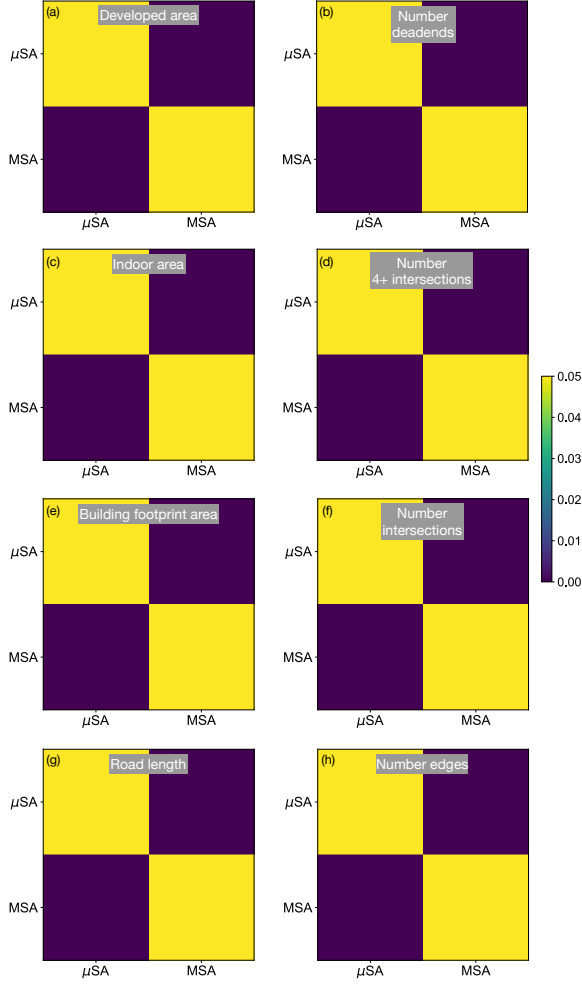 (a) Developed area
μSA
MSA
μSA MSA
(b) Number
deadends
μSA
MSA
μSA MSA
(c) Indoor area
μSA
MSA
μSA MSA
(d) Number
4+ intersections
μSA
MSA
μSA MSA
(e) Building footprint area
μSA
MSA
μSA MSA
(f) Number
intersections
μSA
MSA
μSA MSA
(g) Road length
μSA
MSA
μSA MSA
(h) Number edges
μSA
MSA
μSA MSA
0.05
0.04
0.03
0.02
0.01
0.00